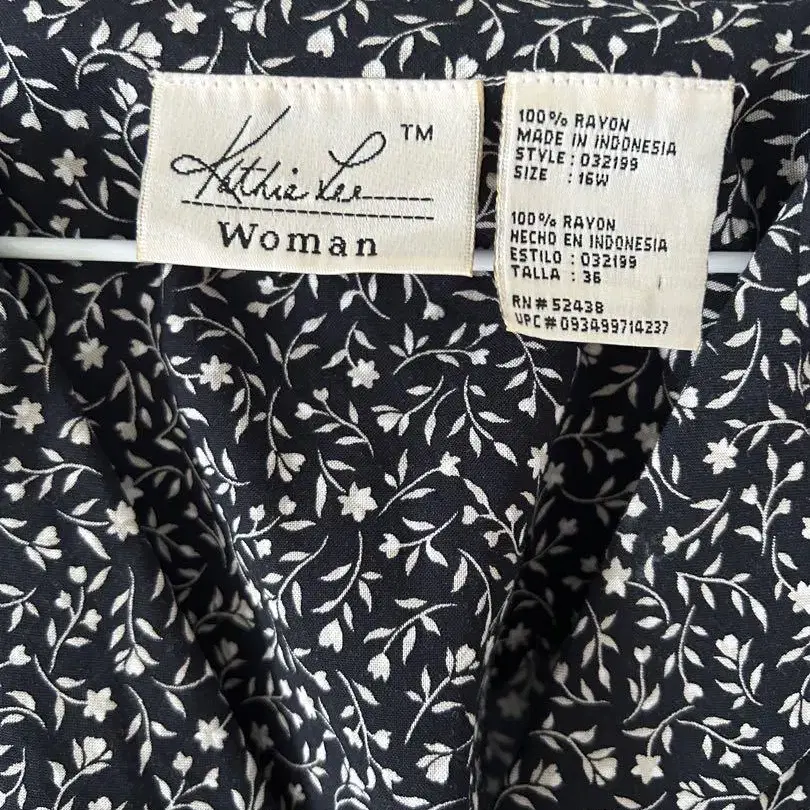 Kathie Lee ™
Woman
100% RAYON
MADE IN INDONESIA
STYLE : 032199
SIZE : 16W
100% RAYON
HECHO EN INDONESIA
ESTILO : 032199
TALLA : 36
RN # 52438
UPC # 093499714237